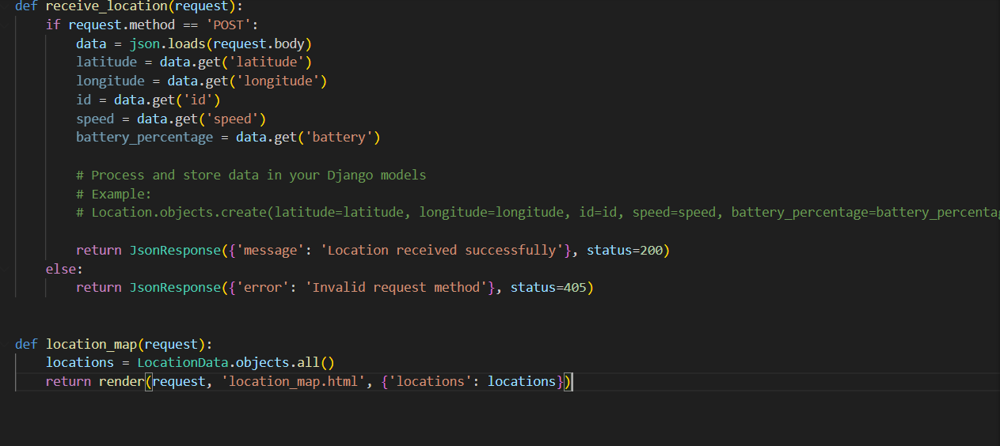 def receive_location(request):
    if request.method == 'POST':
        data = json.loads(request.body)
        latitude = data.get('latitude')
        longitude = data.get('longitude')
        id = data.get('id')
        speed = data.get('speed')
        battery_percentage = data.get('battery')
        # Process and store data in your Django models
        # Example:
        # Location.objects.create(latitude=latitude, longitude=longitude, id=id, speed=speed, battery_percentage=battery_percenta
        return JsonResponse({'message': 'Location received successfully'}, status=200)
    else:
        return JsonResponse({'error': 'Invalid request method'}, status=405)
def location_map(request):
    locations = LocationData.objects.all()
    return render(request, 'location_map.html', {'locations': locations})